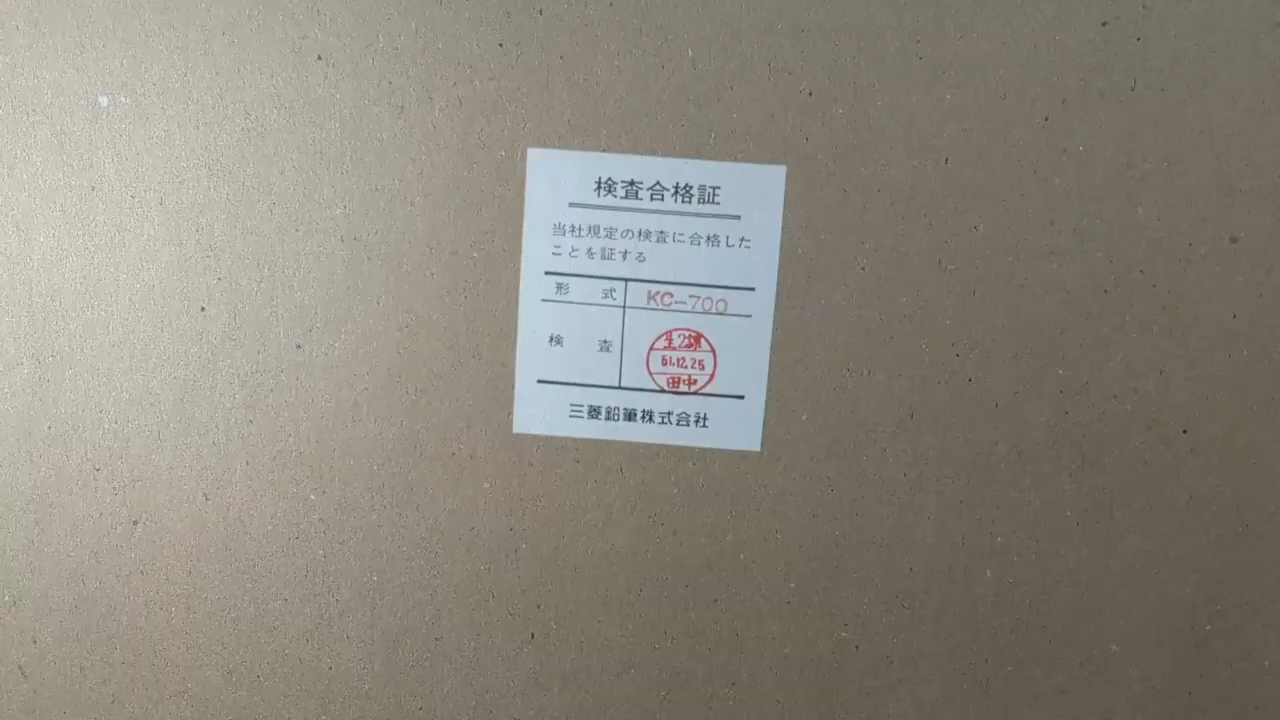 検査合格証
当社規定の検査に合格した
ことを証する
形 式 KC-700
検 査
生2課
61.12.25
田中
三菱鉛筆株式会社